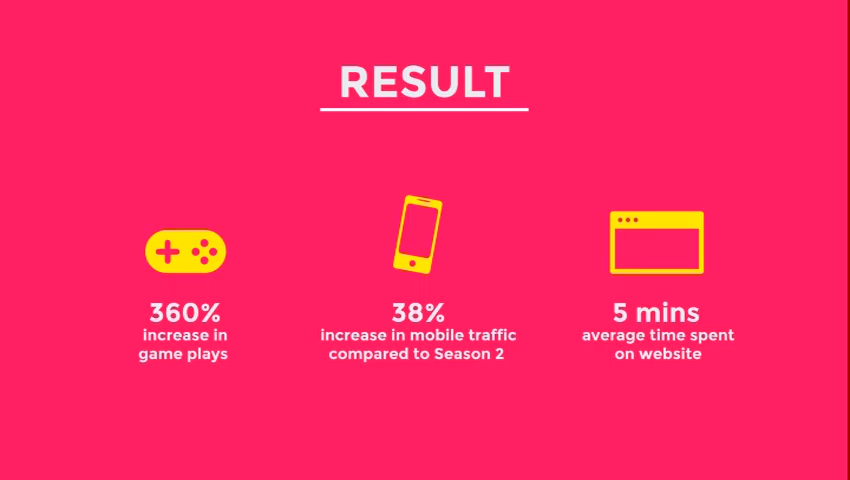 RESULT
360%
increase in
game plays
38%
increase in mobile traffic
compared to Season 2
5 mins
average time spent
on website